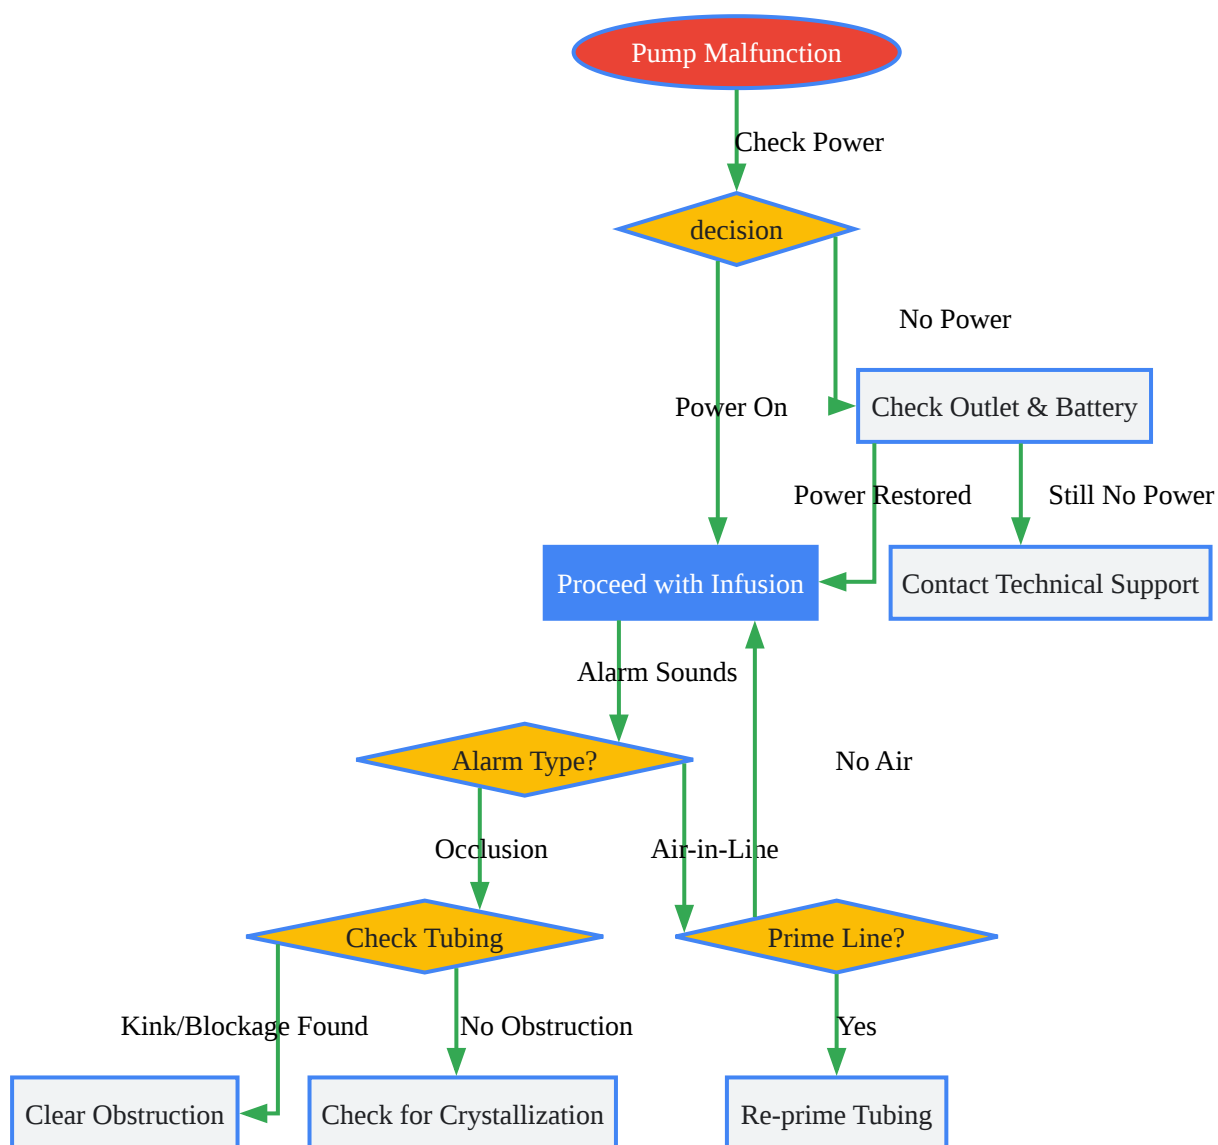 Pump Malfunction
Check Power
decision
No Power
Power On
Check Outlet & Battery
Power Restored
Still No Power
Proceed with Infusion
Contact Technical Support
Alarm Sounds
Alarm Type?
No Air
Occlusion
Air-in-Line
Check Tubing
Prime Line?
Kink/Blockage Found
No Obstruction
Yes
Clear Obstruction
Check for Crystallization
Re-prime Tubing